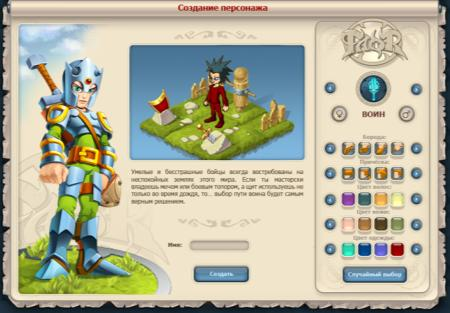 Создание персонажа
ВОИН
Борода:
Причёска:
Цвет волос:
Цвет кожи:
Цвет одежды:
Умелые и бесстрашные бойцы всегда востребованы на
неспокойных землях этого мира. Если ты мастерски
владеешь мечом или боевым топором, а щит используешь не
только во время дождя, то... выбор пути воина будет самым
верным решением.
Имя:
Создать
Случайный выбор